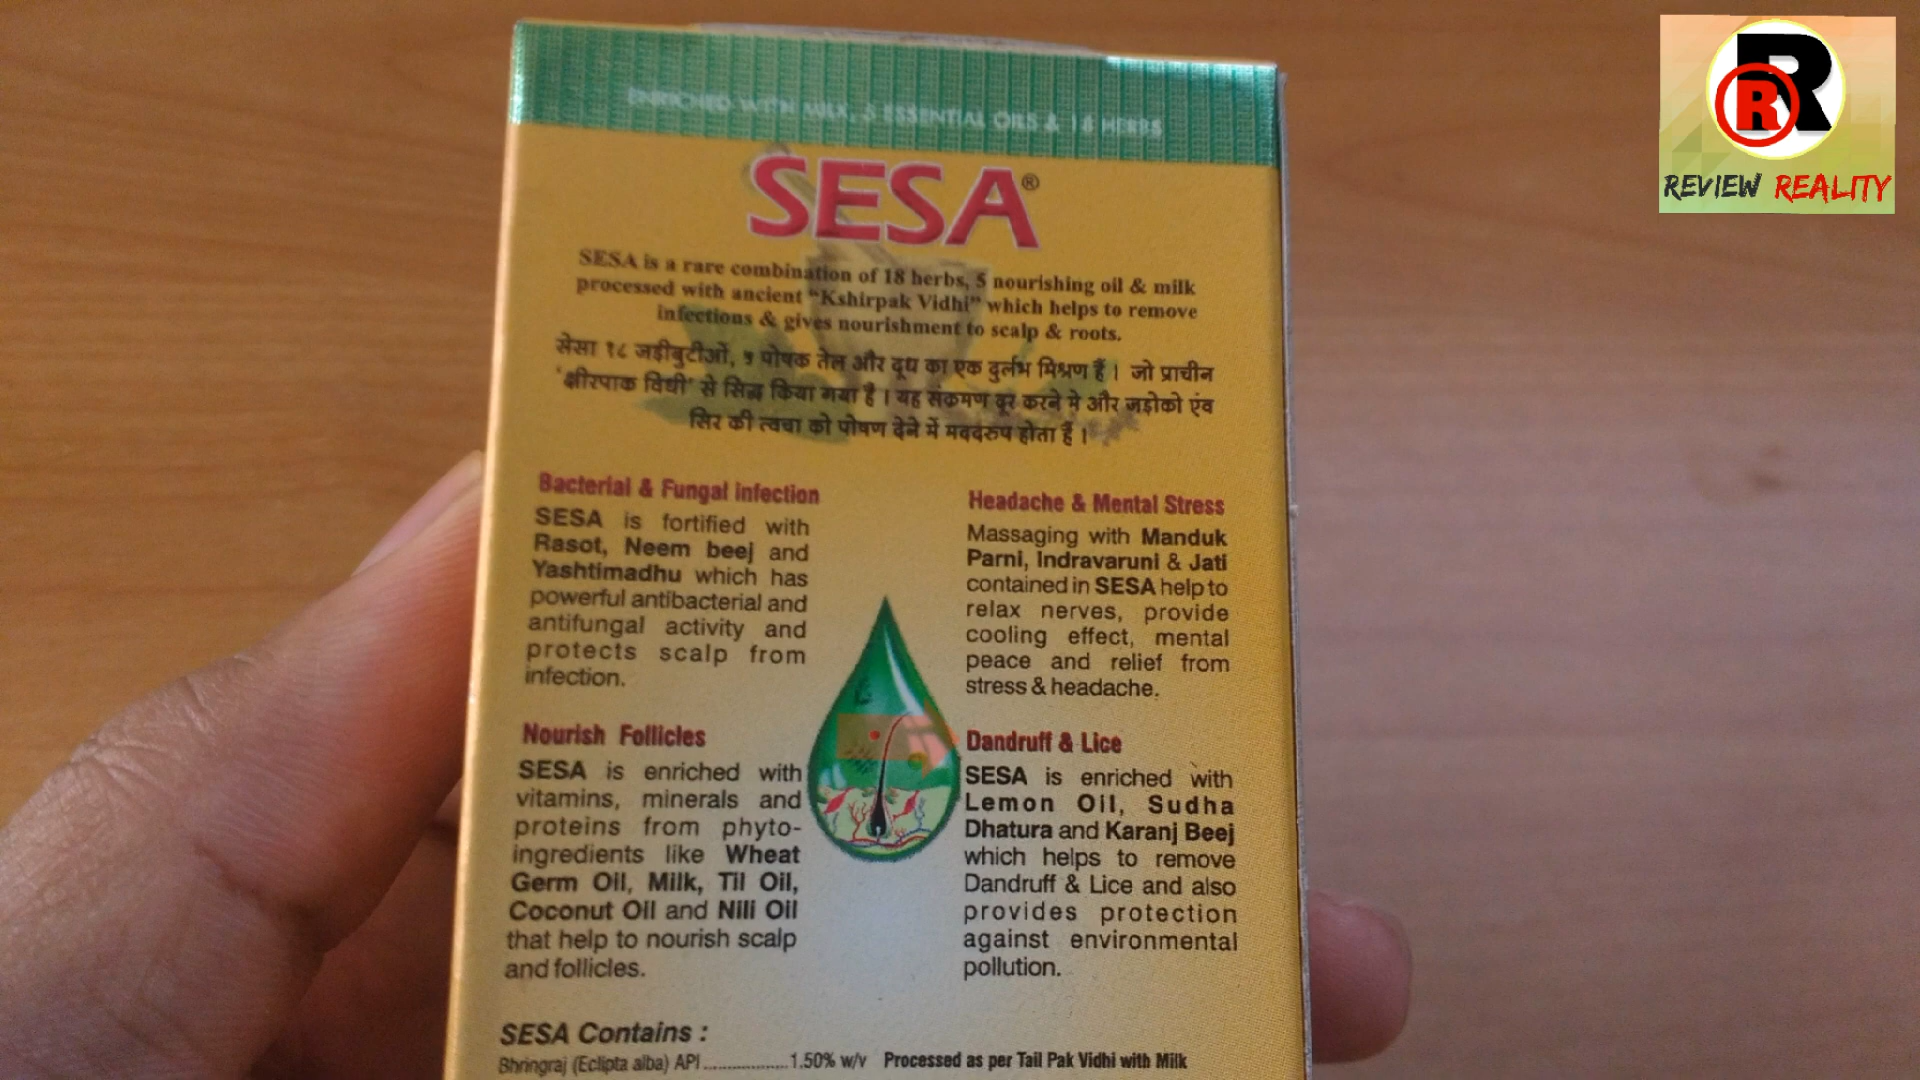 ENRICHED WITH MILK, 5 ESSENTIAL OILS & 18 HERBS
SESA®
SESA is a rare combination of 18 herbs, 5 nourishing oil & milk
processed with ancient "Kshirpak Vidhi" which helps to remove
infections & gives nourishment to scalp & roots.
सेसा १८ जड़ीबुटीओं, ५ पोषक तेल और दूध का एक दुर्लभ मिश्रण हैं । जो प्राचीन
'क्षीरपाक विधी' से सिद्ध किया गया है । यह संक्रमण दूर करने मे और जड़ोको एंव
सिर की त्वचा को पोषण देने में मददरुप होता है ।
Bacterial & Fungal infection
SESA is fortified with
Rasot, Neem beej and
Yashtimadhu which has
powerful antibacterial and
antifungal activity and
protects scalp from
infection.
Headache & Mental Stress
Massaging with Manduk
Parni, Indravaruni & Jati
contained in SESA help to
relax nerves, provide
cooling effect, mental
peace and relief from
stress & headache.
Nourish Follicles
SESA is enriched with
vitamins, minerals and
proteins from phyto-
ingredients like Wheat
Germ Oil, Milk, Til Oil,
Coconut Oil and Nili Oil
that help to nourish scalp
and follicles.
Dandruff & Lice
SESA is enriched with
Lemon Oil, Sudha
Dhatura and Karanj Beej
which helps to remove
Dandruff & Lice and also
provides protection
against environmental
pollution.
SESA Contains :
Bhringraj (Eclipta alba) API ................. 1.50% w/v Processed as per Tail Pak Vidhi with Milk
R R
REVIEW REALITY